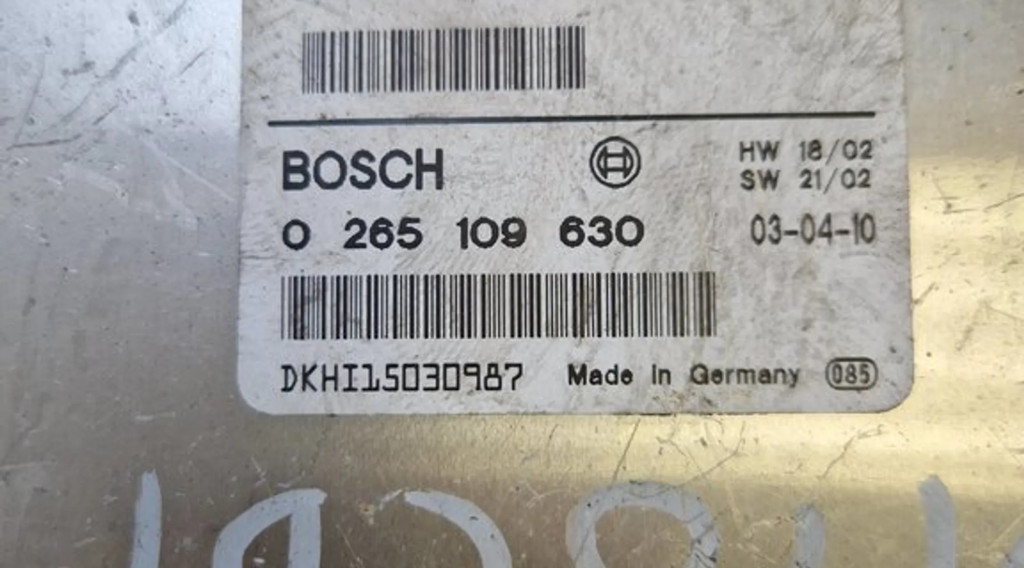 BOSCH
HW 18/02
SW 21/02
0 265 109 630
03-04-10
DKHI15030987
Made in Germany
085